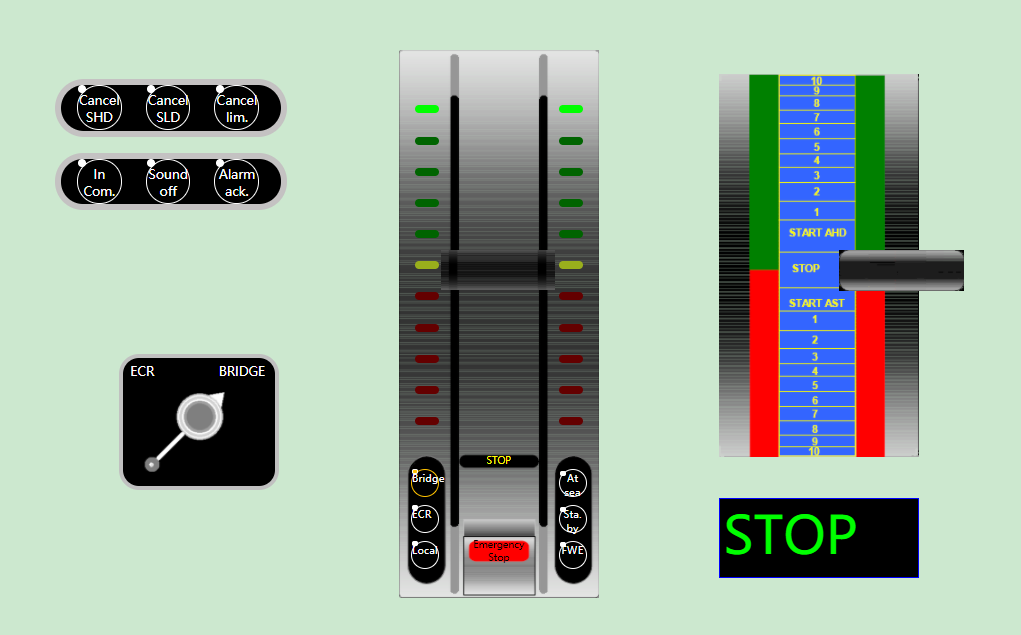 Cancel
SHD
Cancel
SLD
Cancel
lim.
In
Com.
Sound
off
Alarm
ack.
ECR
BRIDGE
STOP
Bridge
ECR
Local
At
sea
Sta.
by
FWE
Emergency
Stop
10
9
8
7
6
5
4
3
2
1
START AHD
STOP
START AST
1
2
3
4
5
6
7
8
9
10
STOP